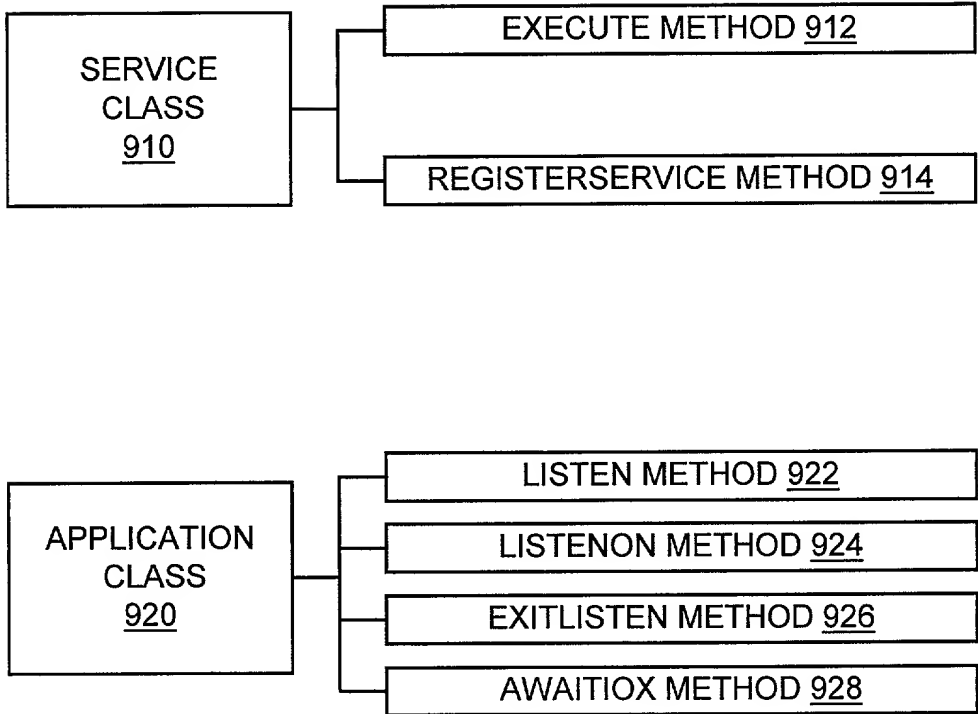 SERVICE
CLASS
910
EXECUTE METHOD 912
REGISTERSERVICE METHOD 914
APPLICATION
CLASS
920
LISTEN METHOD 922
LISTENON METHOD 924
EXITLISTEN METHOD 926
AWAITIOX METHOD 928